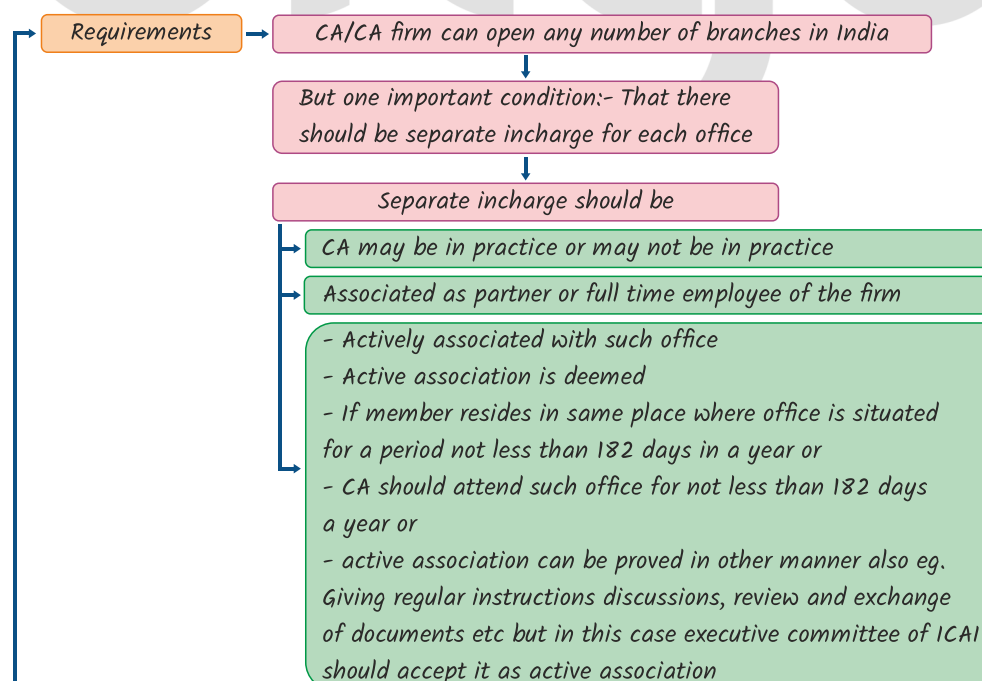 Requirements
CA/CA firm can open any number of branches in India
But one important condition:- That there
should be separate incharge for each office
Separate incharge should be
CA may be in practice or may not be in practice
Associated as partner or full time employee of the firm
- Actively associated with such office
- Active association is deemed
- If member resides in same place where office is situated
for a period not less than 182 days in a year or
- CA should attend such office for not less than 182 days
a year or
- active association can be proved in other manner also eg.
Giving regular instructions discussions, review and exchange
of documents etc but in this case executive committee of ICAI
should accept it as active association